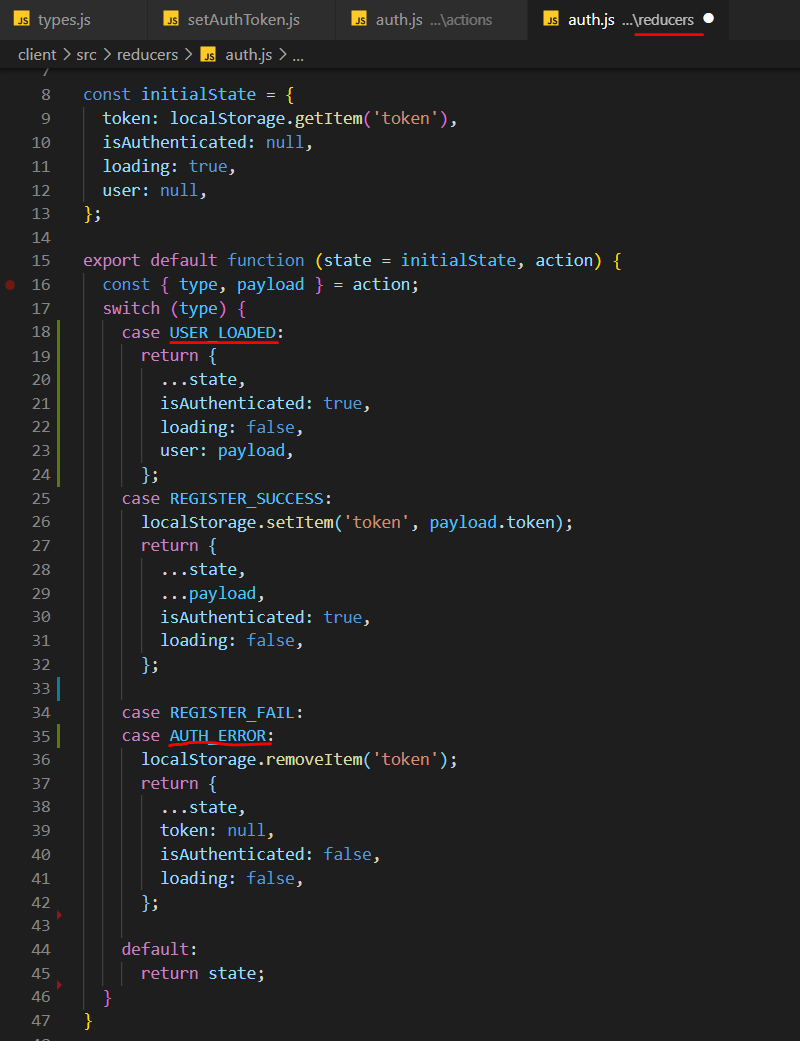 JS types.js JS setAuthToken.js JS auth.js ...\actions JS auth.js ...\reducers
client > src > reducers > JS auth.js > ...
7
8 const initialState = {
9 token: localStorage.getItem('token'),
10 isAuthenticated: null,
11 loading: true,
12 user: null,
13 };
14
15 export default function (state = initialState, action) {
16 const { type, payload } = action;
17 switch (type) {
18 case USER_LOADED:
19 return {
20 ...state,
21 isAuthenticated: true,
22 loading: false,
23 user: payload,
24 };
25 case REGISTER_SUCCESS:
26 localStorage.setItem('token', payload.token);
27 return {
28 ...state,
29 ...payload,
30 isAuthenticated: true,
31 loading: false,
32 };
33
34 case REGISTER_FAIL:
35 case AUTH_ERROR:
36 localStorage.removeItem('token');
37 return {
38 ...state,
39 token: null,
40 isAuthenticated: false,
41 loading: false,
42 };
43
44 default:
45 return state;
46 }
47 }